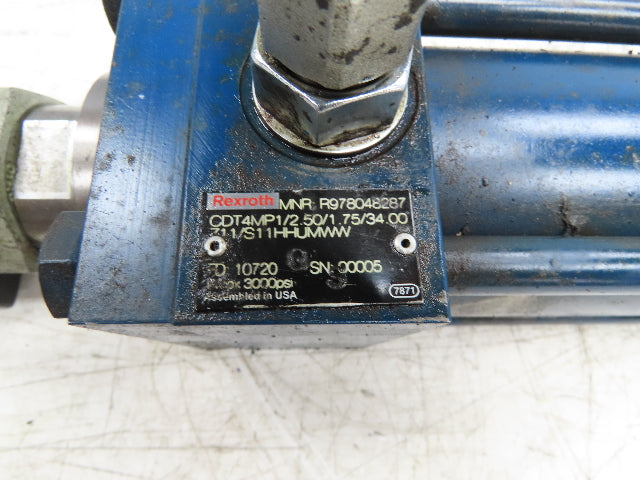 Rexroth MNR: R978048287
CDT4MP1/2.50/1.75/34.00
Z11/S11HHUMWW
FD: 10720 SN: 00005
P.max 3000psi
Assembled in USA
7871